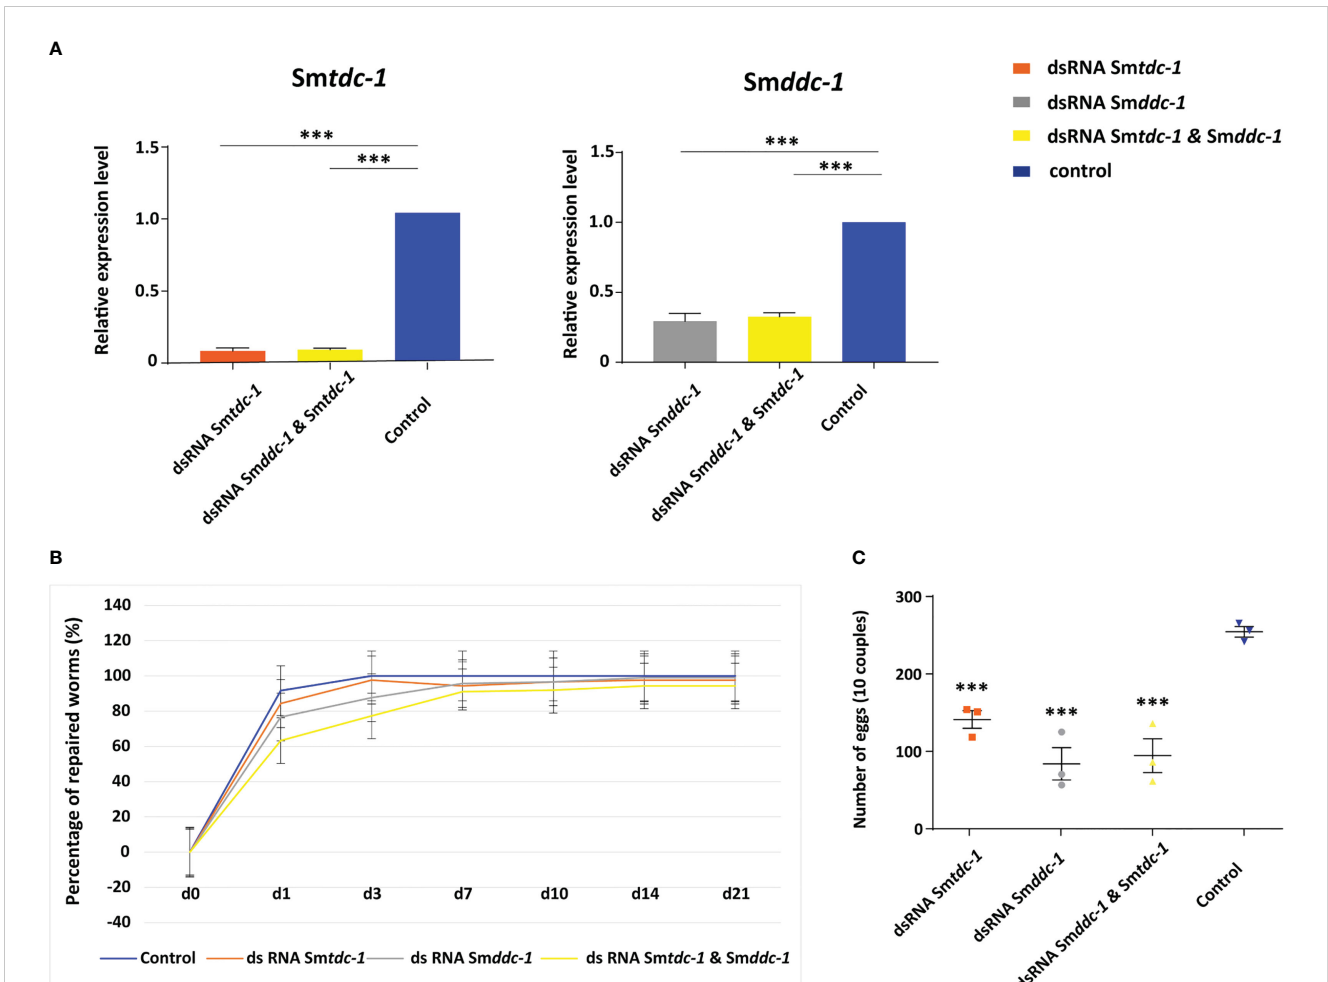 A
Smtdc-1
***
***
1.5
1.0
0.5
0
Relative expression level
dsRNA Smtdc-1
dsRNA Smddc-1 & Smtdc-1
Control
Smddc-1
***
***
1.5
1.0
0.5
0
Relative expression level
dsRNA Smddc-1
dsRNA Smddc-1 & Smtdc-1
Control
dsRNA Smtdc-1
dsRNA Smddc-1
dsRNA Smtdc-1 & Smddc-1
control
B
140
120
100
80
60
40
20
0
-20
-40
Percentage of repaired worms (%)
d0 d1 d3 d7 d10 d14 d21
Control ds RNA Smtdc-1 ds RNA Smddc-1 ds RNA Smtdc-1 & Smddc-1
C
300
200
100
0
Number of eggs (10 couples)
***
***
***
dsRNA Smtdc-1
dsRNA Smddc-1
dsRNA Smddc-1 & Smtdc-1
Control